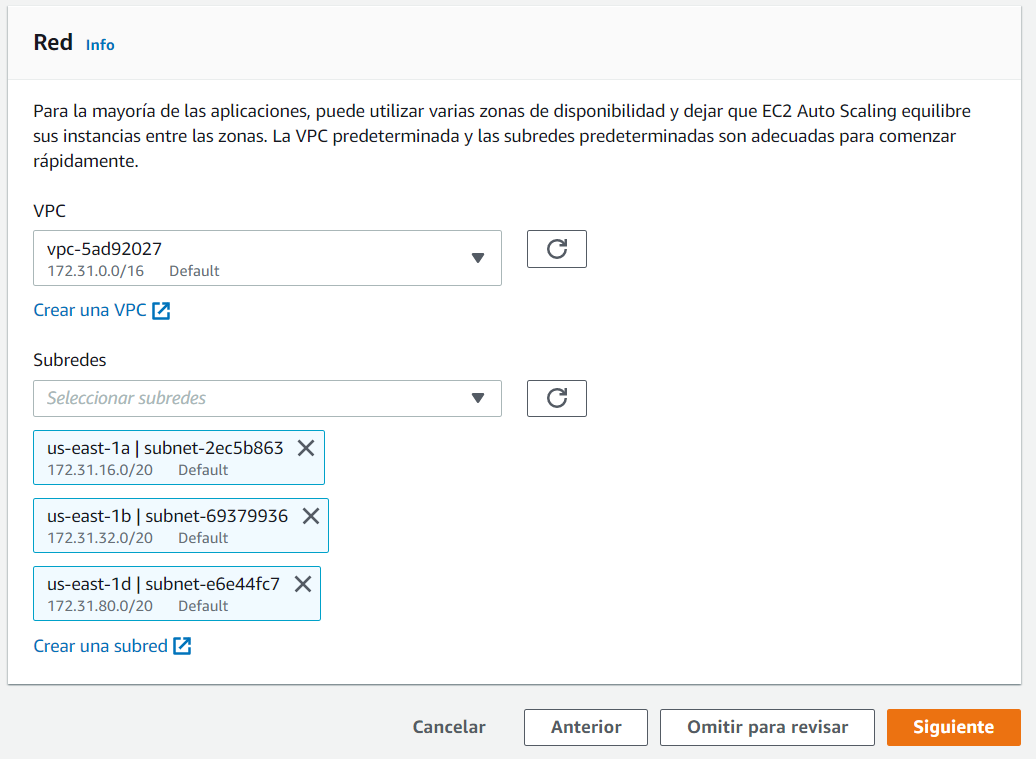 Red Info
Para la mayoría de las aplicaciones, puede utilizar varias zonas de disponibilidad y dejar que EC2 Auto Scaling equilibre
sus instancias entre las zonas. La VPC predeterminada y las subredes predeterminadas son adecuadas para comenzar
rápidamente.
VPC
vpc-5ad92027
172.31.0.0/16 Default
Crear una VPC
Subredes
Seleccionar subredes
us-east-1a | subnet-2ec5b863
172.31.16.0/20 Default
us-east-1b | subnet-69379936
172.31.32.0/20 Default
us-east-1d | subnet-e6e44fc7
172.31.80.0/20 Default
Crear una subred
Cancelar Anterior Omitir para revisar Siguiente